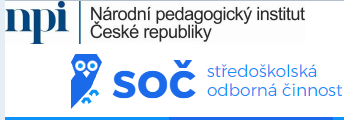 npi Národní pedagogický institut
České republiky
SOČ středoškolská
odborná činnost